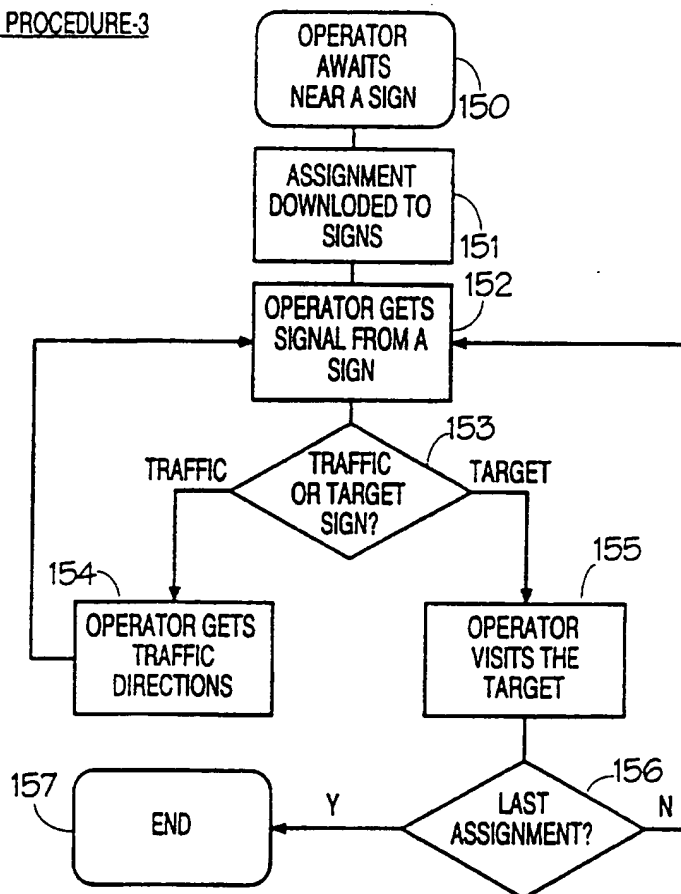 PROCEDURE-3
OPERATOR
AWAITS
NEAR A SIGN
150
ASSIGNMENT
DOWNLODED TO
SIGNS
151
152
OPERATOR GETS
SIGNAL FROM A
SIGN
153
TRAFFIC
TRAFFIC
OR TARGET
SIGN?
TARGET
154
OPERATOR GETS
TRAFFIC
DIRECTIONS
155
OPERATOR
VISITS THE
TARGET
156
LAST
ASSIGNMENT?
N
Y
157
END